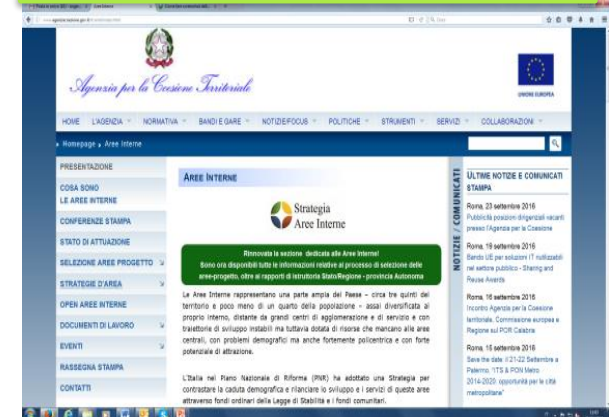 Agenzia per la Coesione Territoriale
UNIONE EUROPEA
HOME L'AGENZIA NORMATIVA BANDI E GARE NOTIZIE/FOCUS POLITICHE STRUMENTI SERVIZI COLLABORAZIONI
Homepage Aree Interne
PRESENTAZIONE
COSA SONO
LE AREE INTERNE
CONFERENZE STAMPA
STATO DI ATTUAZIONE
SELEZIONE AREE PROGETTO
STRATEGIE D'AREA
OPEN AREE INTERNE
DOCUMENTI DI LAVORO
EVENTI
RASSEGNA STAMPA
CONTATTI
AREE INTERNE
Strategia
Aree Interne
Rinnovata la sezione dedicata alle Aree Interne!
Sono ora disponibili tutte le informazioni relative al processo di selezione delle
aree-progetto, oltre ai rapporti di istruttoria Stato/Regione - provincia Autonoma
Le Aree Interne rappresentano una parte ampia del Paese - circa tre quinti del
territorio e poco meno di un quarto della popolazione - assai diversificata al
proprio interno, distante da grandi centri di agglomerazione e di servizio e con
traiettorie di sviluppo instabili ma tuttavia dotata di risorse che mancano alle aree
centrali, con problemi demografici ma anche fortemente policentrica e con forte
potenziale di attrazione.
L'Italia nel Piano Nazionale di Riforma (PNR) ha adottato una Strategia per
contrastare la caduta demografica e rilanciare lo sviluppo e i servizi di queste aree
attraverso fondi ordinari della Legge di Stabilità e i fondi comunitari.
NOTIZIE / COMUNICATI
ULTIME NOTIZIE E COMUNICATI
STAMPA
Roma, 23 settembre 2016
Pubblicità posizioni dirigenziali vacanti
presso l'Agenzia per la Coesione
Roma, 19 settembre 2016
Bando UE per soluzioni IT riutilizzabili
nel settore pubblico - Sharing and
Reuse Awards
Roma, 16 settembre 2016
Incontro Agenzia per la Coesione
territoriale, Commissione europea e
Regione sul POR Calabria
Roma, 15 settembre 2016
Save the date: il 21-22 Settembre a
Palermo, "ITS & PON Metro
2014-2020: opportunità per le città
metropolitane"